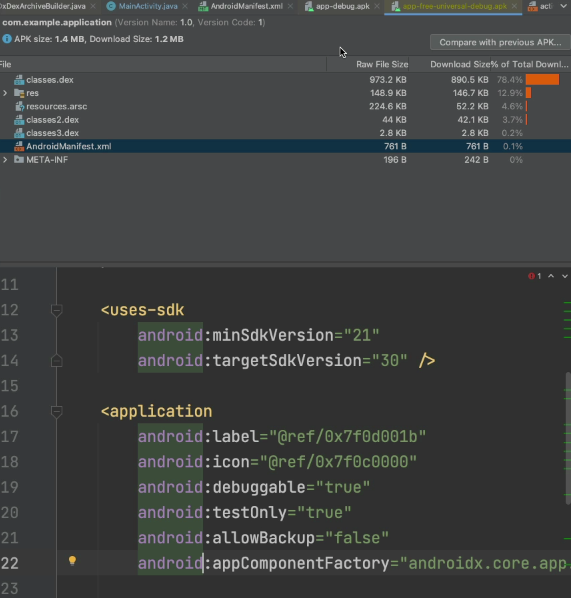 xDexArchiveBuilder.java MainActivity.java AndroidManifest.xml app-debug.apk app-free-universal-debug.apk acti
com.example.application (Version Name: 1.0, Version Code: 1)
APK size: 1.4 MB, Download Size: 1.2 MB
Compare with previous APK...
File Raw File Size Download Size % of Total Downl...
classes.dex 973.2 KB 890.5 KB 78.4%
res 148.9 KB 146.7 KB 12.9%
resources.arsc 224.6 KB 52.2 KB 4.6%
classes2.dex 44 KB 42.1 KB 3.7%
classes3.dex 2.8 KB 2.8 KB 0.2%
AndroidManifest.xml 761 B 761 B 0.1%
META-INF 196 B 242 B 0%
1
11
12 <uses-sdk
13 android:minSdkVersion="21"
14 android:targetSdkVersion="30" />
15
16 <application
17 android:label="@ref/0x7f0d001b"
18 android:icon="@ref/0x7f0c0000"
19 android:debuggable="true"
20 android:testOnly="true"
21 android:allowBackup="false"
22 android:appComponentFactory="androidx.core.app
23